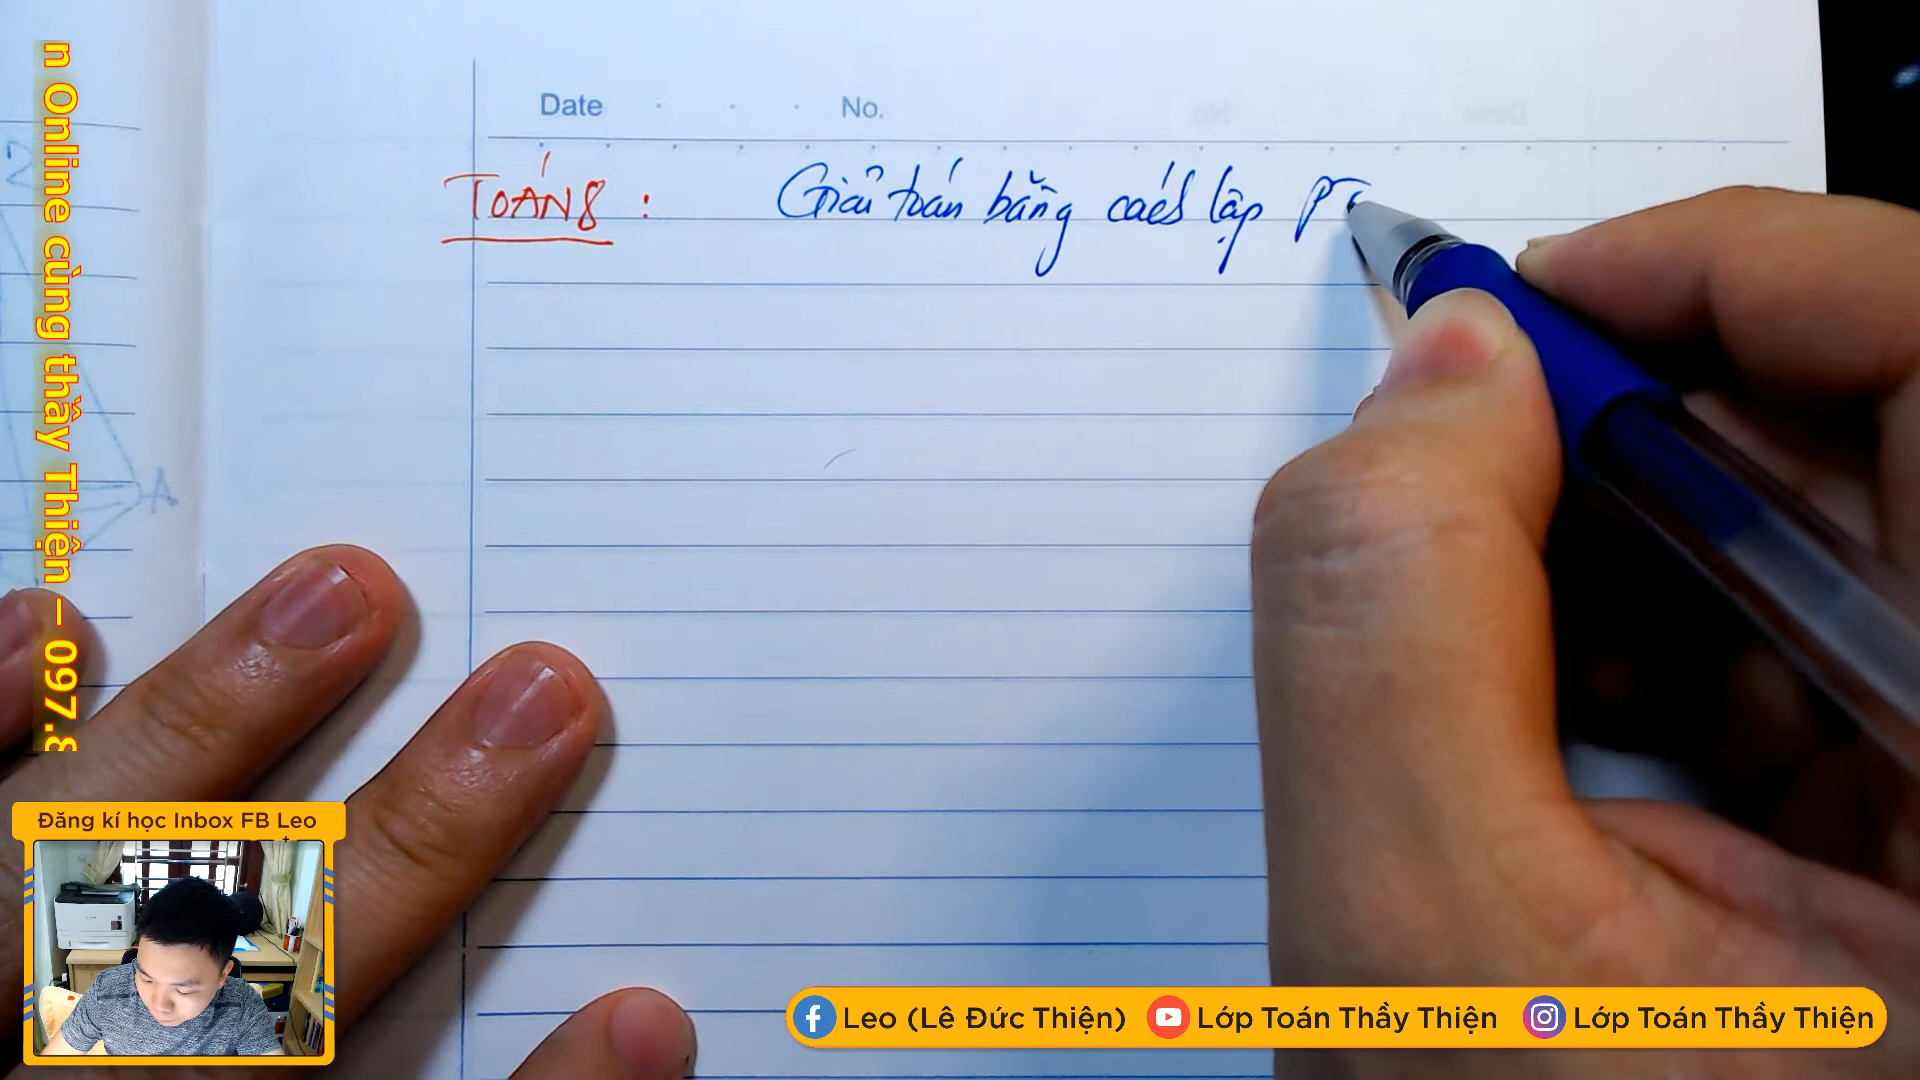 n Online cùng thầy Thiện – 097.8
Date No.
TOÁN 8 : Giải toán bằng cách lập PT
A
Đăng kí học Inbox FB Leo
Leo (Lê Đức Thiện) Lớp Toán Thầy Thiện Lớp Toán Thầy Thiện